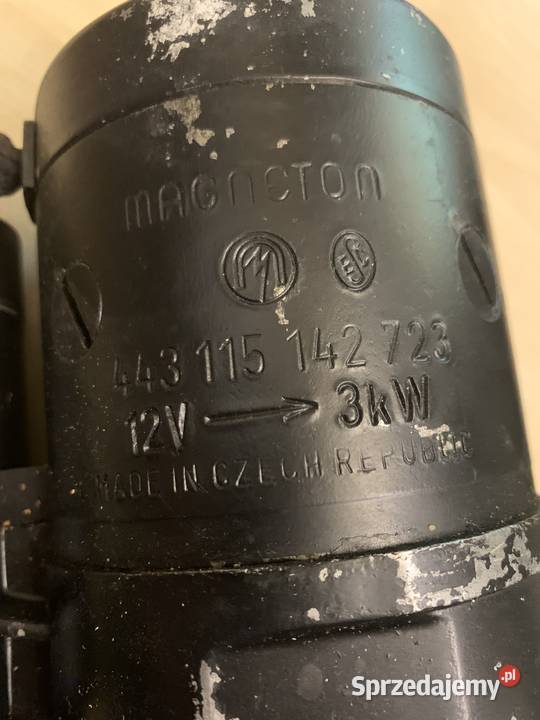 MAGNETON
443 115 142 723
12V → 3kW
MADE IN CZECH REPUBLIC
Sprzedajemy.pl